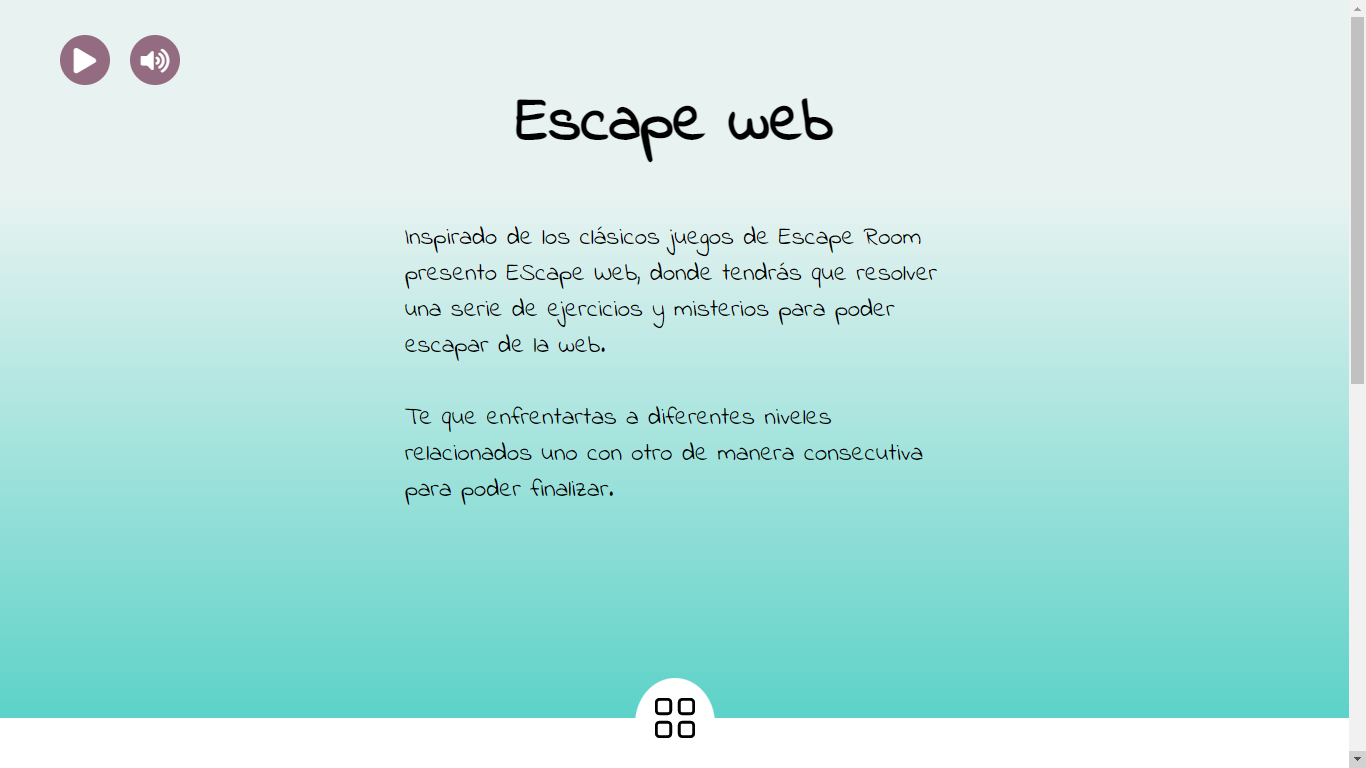 Escape web
Inspirado de los clásicos juegos de Escape Room
presento EScape Web, donde tendrás que resolver
una serie de ejercicios y misterios para poder
escapar de la web.
Te que enfrentartas a diferentes niveles
relacionados uno con otro de manera consecutiva
para poder finalizar.